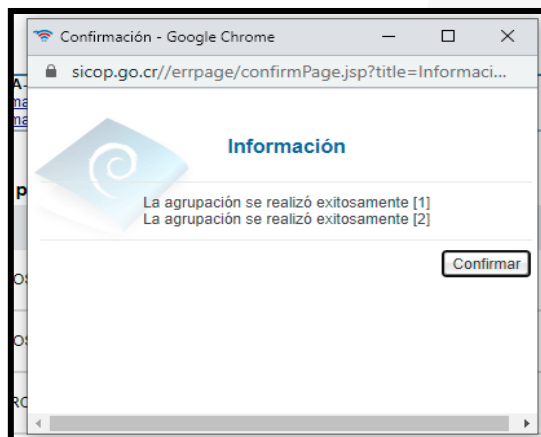 Confirmación - Google Chrome
sicop.go.cr//errpage/confirmPage.jsp?title=Informaci...
Información
La agrupación se realizó exitosamente [1]
La agrupación se realizó exitosamente [2]
Confirmar